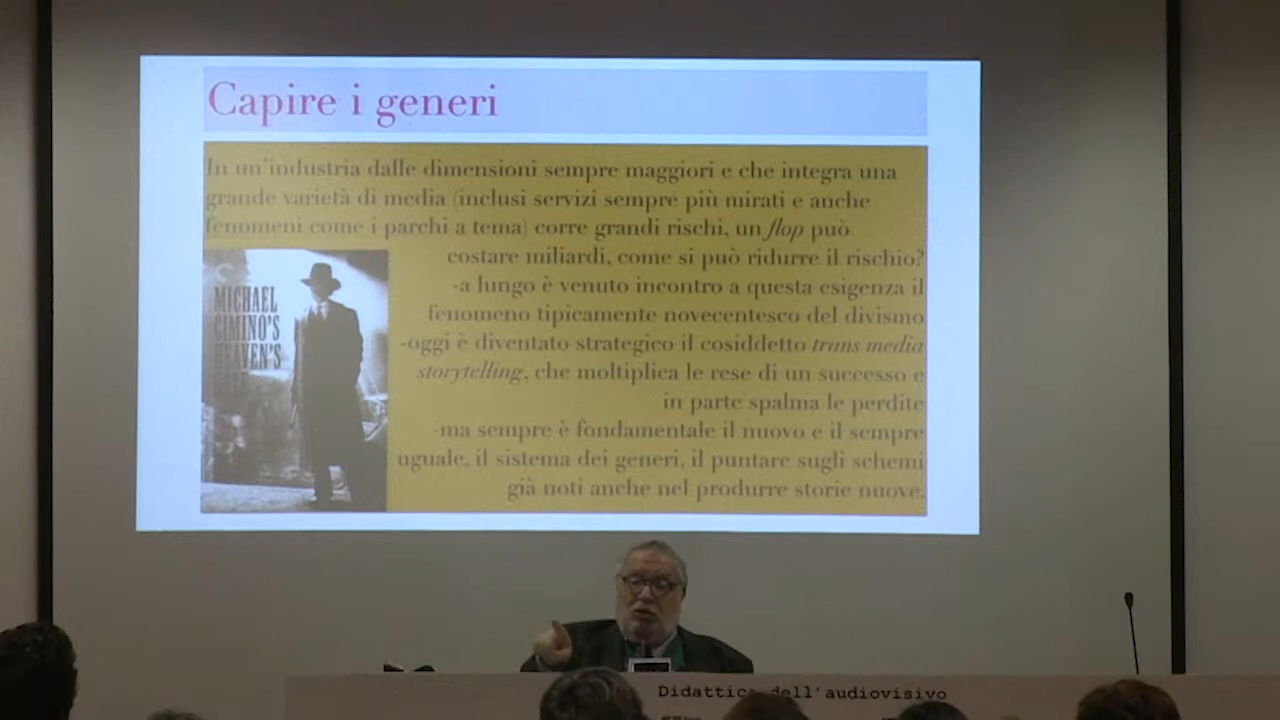 Capire i generi
In un'industria dalle dimensioni sempre maggiori e che integra una
grande varietà di media (inclusi servizi sempre più mirati e anche
fenomeni come i parchi a tema) corre grandi rischi, un flop può
costare miliardi, come si può ridurre il rischio?
-a lungo è venuto incontro a questa esigenza il
fenomeno tipicamente novecentesco del divismo
-oggi è diventato strategico il cosiddetto trans media
storytelling, che moltiplica le rese di un successo e
in parte spalma le perdite
-ma sempre è fondamentale il nuovo e il sempre
uguale, il sistema dei generi, il puntare sugli schemi
già noti anche nel produrre storie nuove.
MICHAEL
CIMINO'S
HEAVEN'S
Didattica dell'audiovisivo